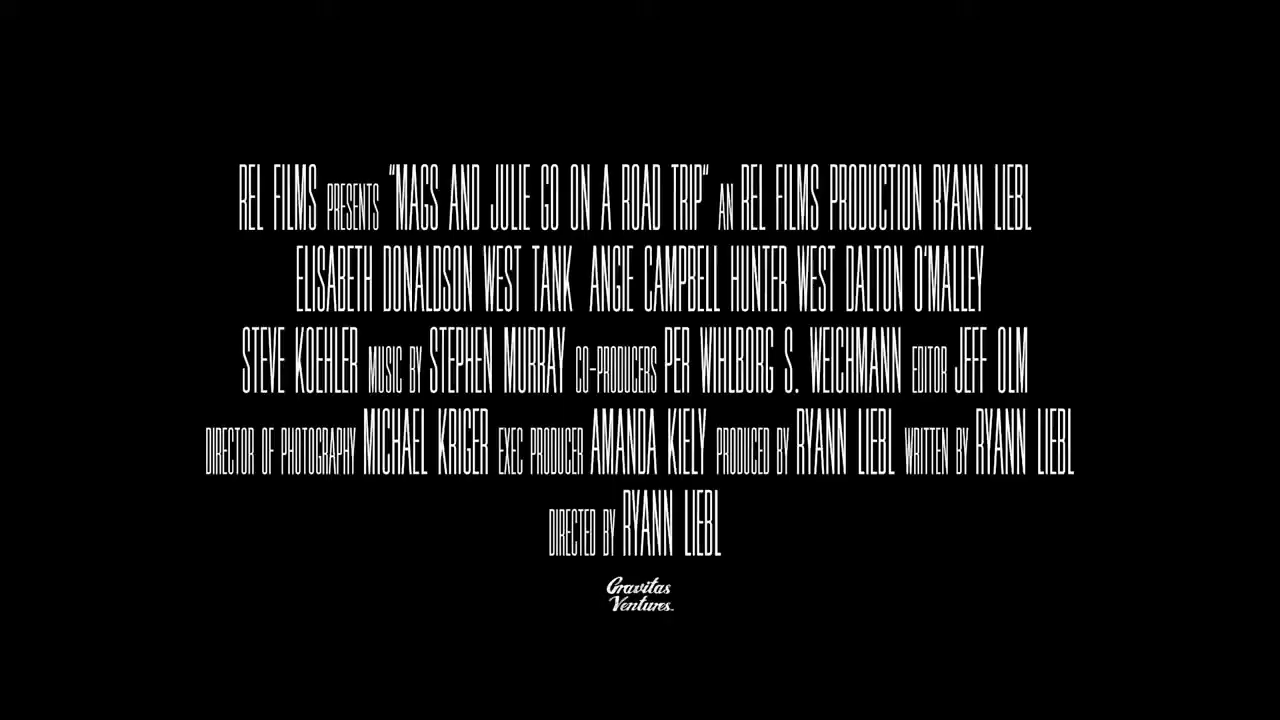 REL FILMS PRESENTS "MAGS AND JULIE GO ON A ROAD TRIP" AN REL FILMS PRODUCTION RYANN LIEBL
ELISABETH DONALDSON WEST TANK ANGIE CAMPBELL HUNTER WEST DALTON O'MALLEY
STEVE KOEHLER MUSIC BY STEPHEN MURRAY CO-PRODUCERS PER WIHLBORG S. WEICHMANN EDITOR JEFF OLM
DIRECTOR OF PHOTOGRAPHY MICHAEL KRIGER EXEC PRODUCER AMANDA KIELY PRODUCED BY RYANN LIEBL WRITTEN BY RYANN LIEBL
DIRECTED BY RYANN LIEBL
Gravitas
Ventures